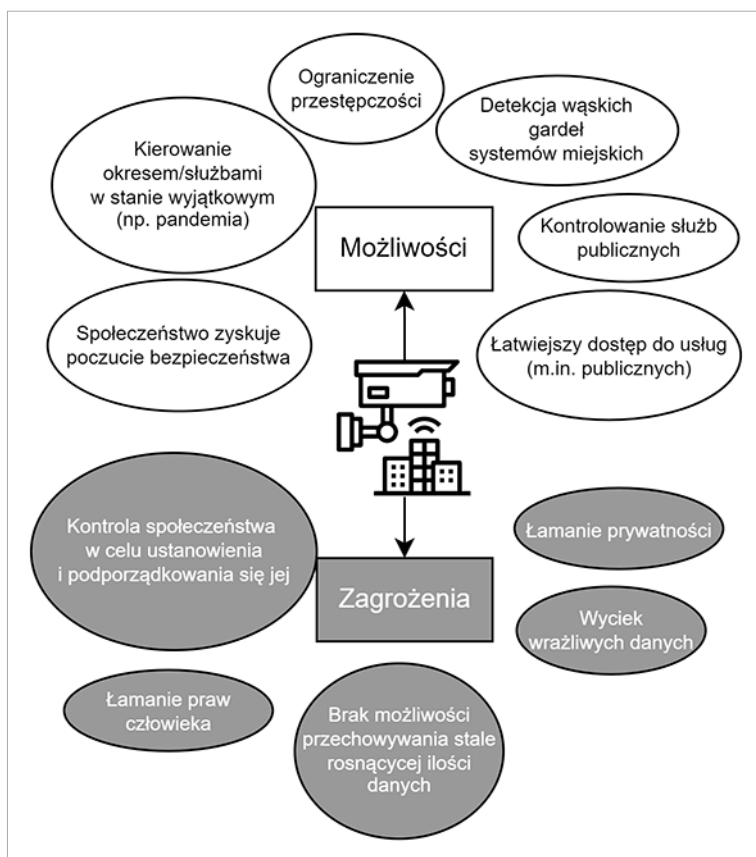 Ograniczenie
przestępczości
Detekcja wąskich
gardeł
systemów miejskich
Kierowanie
okresem/służbami
w stanie wyjątkowym
(np. pandemia)
Możliwości
Kontrolowanie służb
publicznych
Społeczeństwo zyskuje
poczucie bezpieczeństwa
Łatwiejszy dostęp do usług
(m.in. publicznych)
Kontrola społeczeństwa
w celu ustanowienia
i podporządkowania się jej
Łamanie prywatności
Zagrożenia
Wyciek
wrażliwych danych
Łamanie praw
człowieka
Brak możliwości
przechowywania stale
rosnącycej ilości
danych